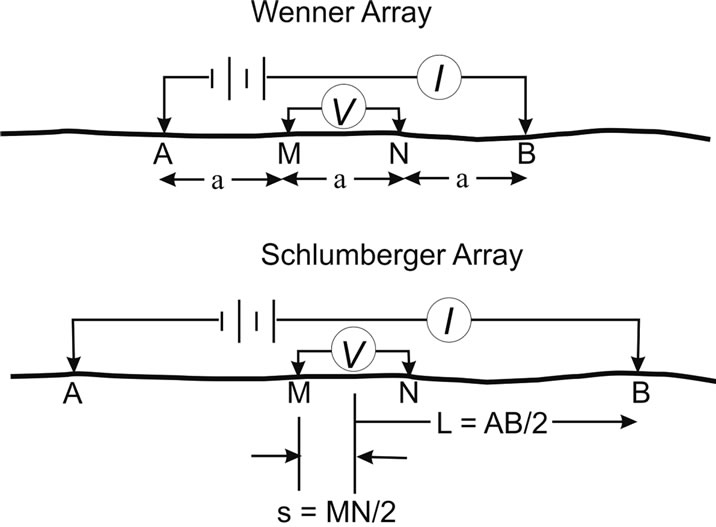 Wenner Array
I
V
A M N B
a a a
Schlumberger Array
I
V
A M N B
L = AB/2
s = MN/2